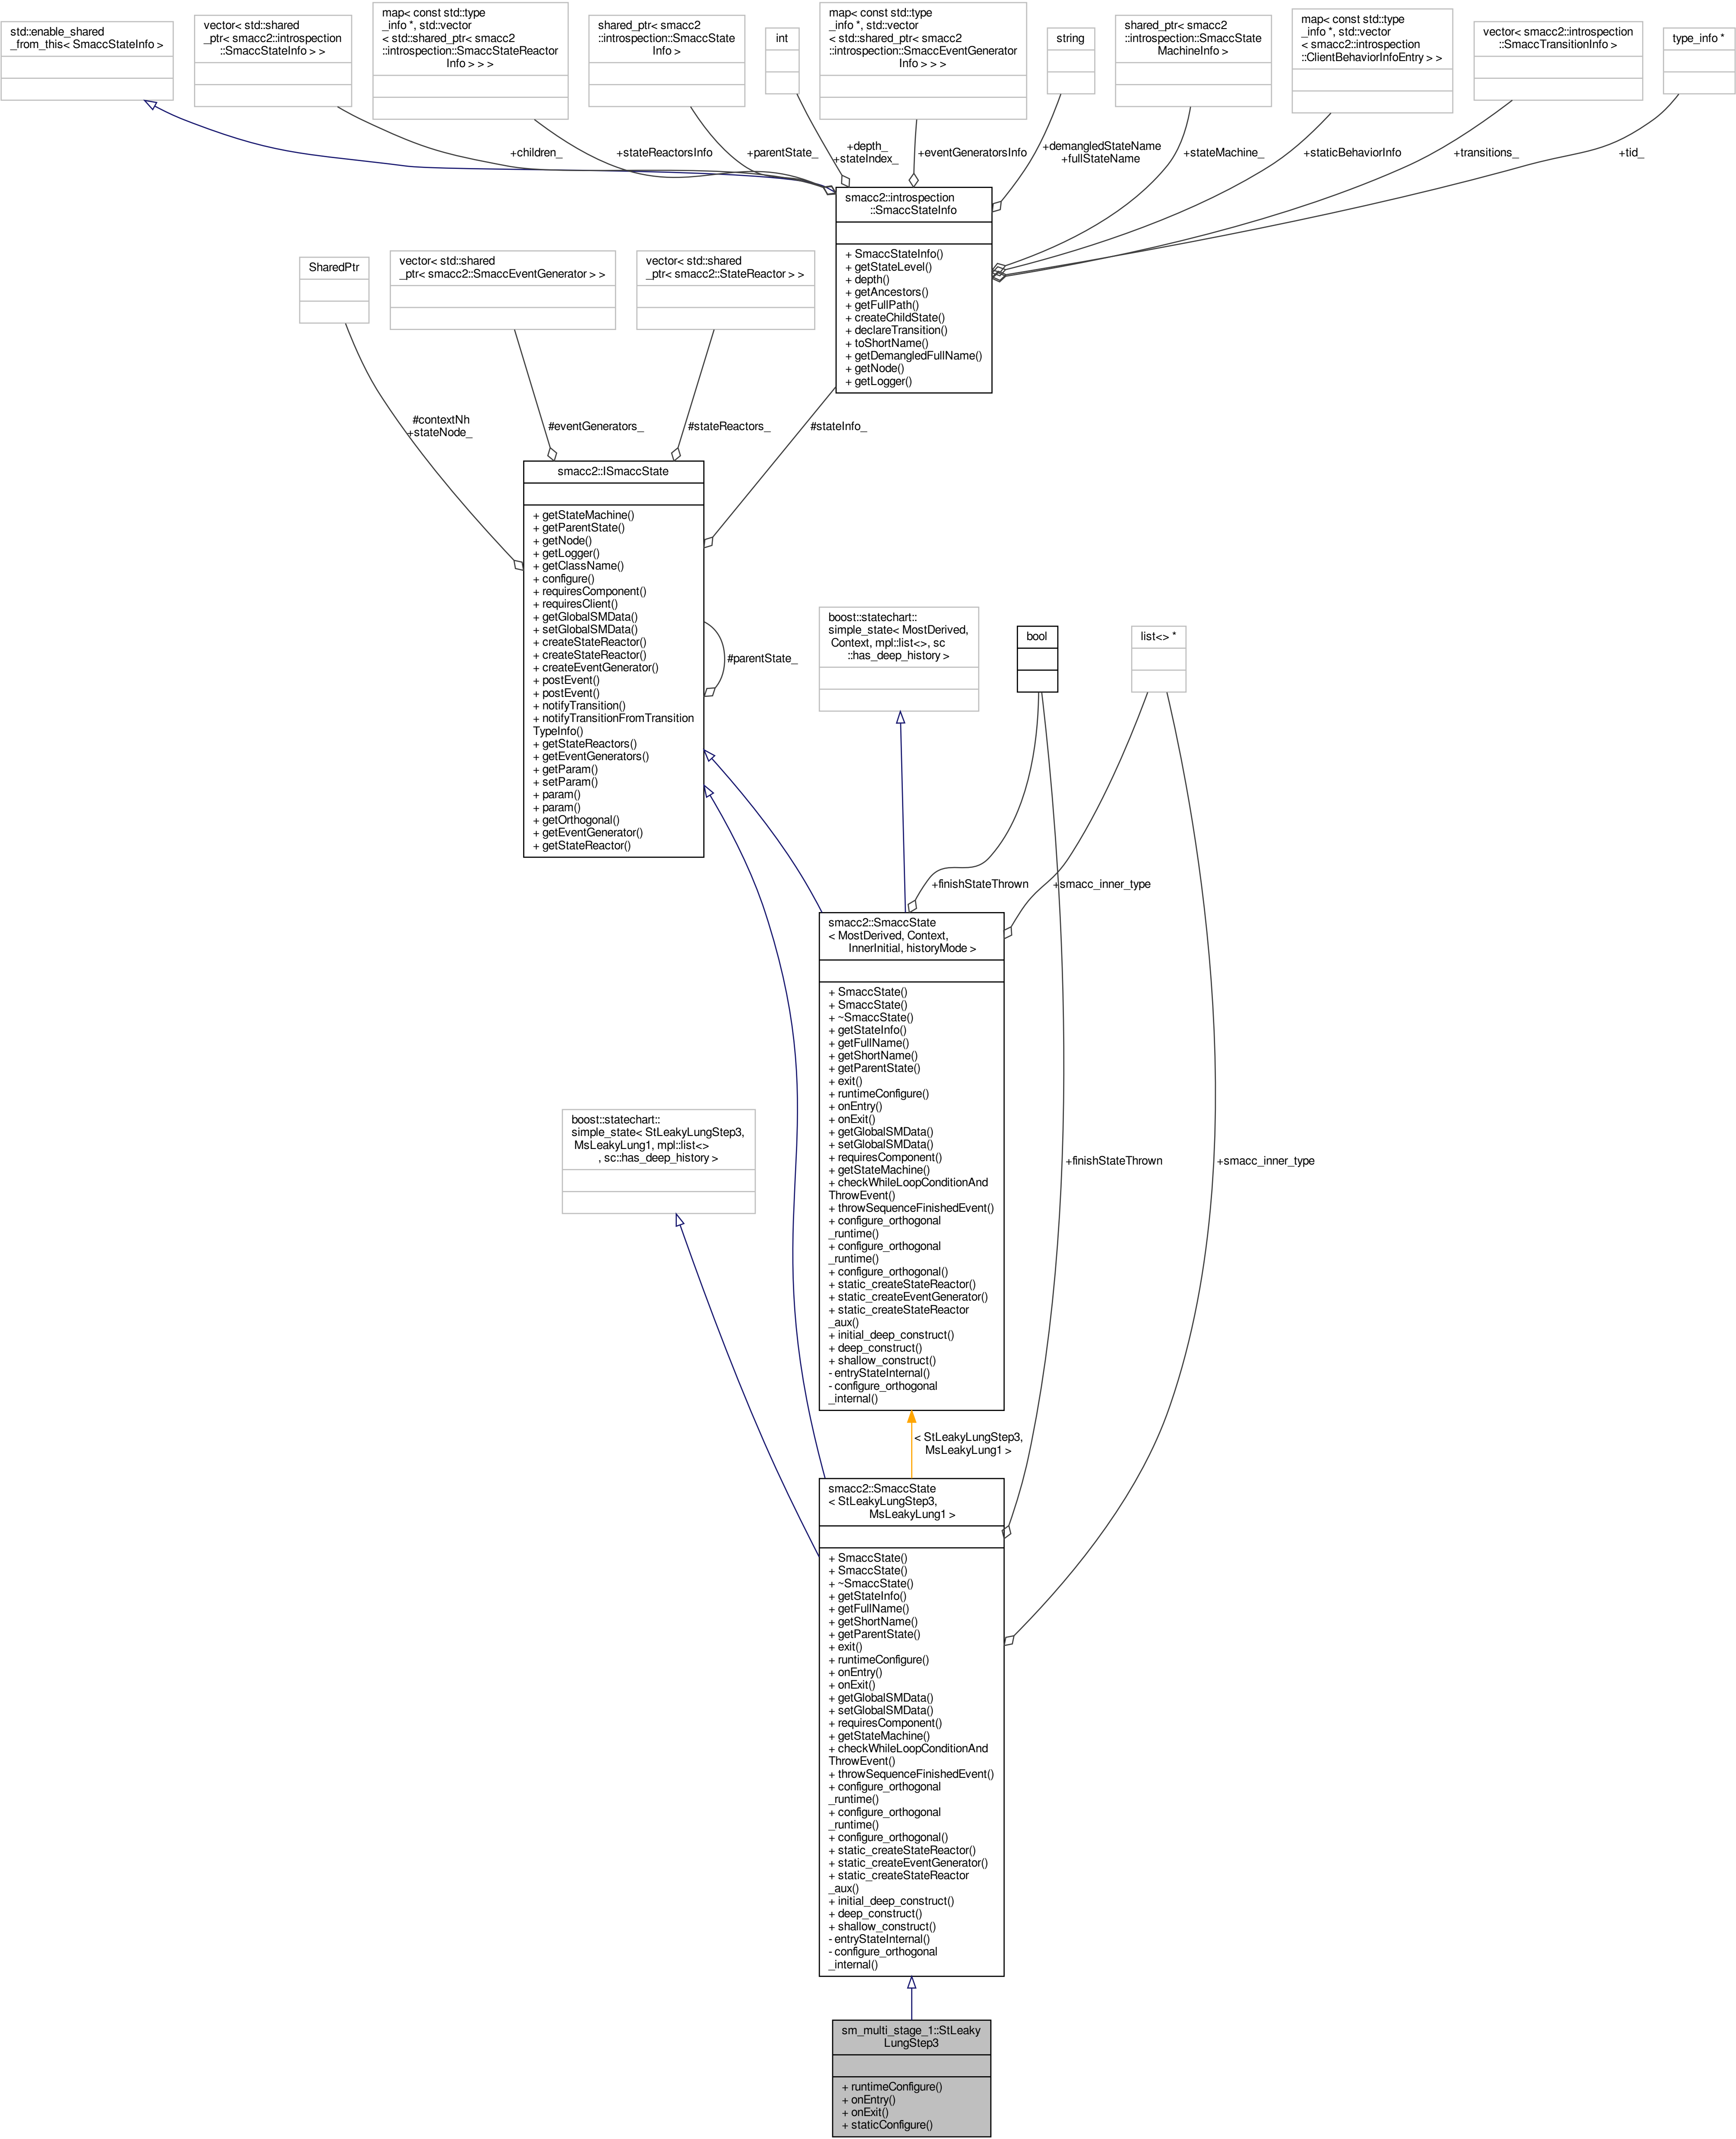 std::enable_shared
_from_this< SmaccStateInfo >
vector< std::shared
_ptr< smacc2::introspection
::SmaccStateInfo > >
map< const std::type
_info *, std::vector
< std::shared_ptr< smacc2
::introspection::SmaccStateReactor
Info > > >
shared_ptr< smacc2
::introspection::SmaccState
Info >
int
map< const std::type
_info *, std::vector
< std::shared_ptr< smacc2
::introspection::SmaccEventGenerator
Info > > >
string
shared_ptr< smacc2
::introspection::SmaccState
MachineInfo >
map< const std::type
_info *, std::vector
< smacc2::introspection
::ClientBehaviorInfoEntry > >
vector< smacc2::introspection
::SmaccTransitionInfo >
type_info *
+children_
+stateReactorsInfo
+parentState_
+depth_
+stateIndex_
+eventGeneratorsInfo
+demangledStateName
+fullStateName
+stateMachine_
+staticBehaviorInfo
+transitions_
+tid_
smacc2::introspection
::SmaccStateInfo
+ SmaccStateInfo()
+ getStateLevel()
+ depth()
+ getAncestors()
+ getFullPath()
+ createChildState()
+ declareTransition()
+ toShortName()
+ getDemangledFullName()
+ getNode()
+ getLogger()
SharedPtr
vector< std::shared
_ptr< smacc2::SmaccEventGenerator > >
vector< std::shared
_ptr< smacc2::StateReactor > >
#contextNh
+stateNode_
#eventGenerators_
#stateReactors_
#stateInfo_
smacc2::ISmaccState
+ getStateMachine()
+ getParentState()
+ getNode()
+ getLogger()
+ getClassName()
+ configure()
+ requiresComponent()
+ requiresClient()
+ getGlobalSMData()
+ setGlobalSMData()
+ createStateReactor()
+ createStateReactor()
+ createEventGenerator()
+ postEvent()
+ postEvent()
+ notifyTransition()
+ notifyTransitionFromTransition
TypeInfo()
+ getStateReactors()
+ getEventGenerators()
+ getParam()
+ setParam()
+ param()
+ param()
+ getOrthogonal()
+ getEventGenerator()
+ getStateReactor()
#parentState_
boost::statechart::
simple_state< MostDerived,
Context, mpl::list<>, sc
::has_deep_history >
bool
list<> *
+finishStateThrown
+smacc_inner_type
smacc2::SmaccState
< MostDerived, Context,
InnerInitial, historyMode >
+ SmaccState()
+ SmaccState()
+ ~SmaccState()
+ getStateInfo()
+ getFullName()
+ getShortName()
+ getParentState()
+ exit()
+ runtimeConfigure()
+ onEntry()
+ onExit()
+ getGlobalSMData()
+ setGlobalSMData()
+ requiresComponent()
+ getStateMachine()
+ checkWhileLoopConditionAnd
ThrowEvent()
+ throwSequenceFinishedEvent()
+ configure_orthogonal
_runtime()
+ configure_orthogonal
_runtime()
+ configure_orthogonal()
+ static_createStateReactor()
+ static_createEventGenerator()
+ static_createStateReactor
_aux()
+ initial_deep_construct()
+ deep_construct()
+ shallow_construct()
- entryStateInternal()
- configure_orthogonal
_internal()
boost::statechart::
simple_state< StLeakyLungStep3,
MsLeakyLung1, mpl::list<>
, sc::has_deep_history >
+finishStateThrown
+smacc_inner_type
< StLeakyLungStep3,
MsLeakyLung1 >
smacc2::SmaccState
< StLeakyLungStep3,
MsLeakyLung1 >
+ SmaccState()
+ SmaccState()
+ ~SmaccState()
+ getStateInfo()
+ getFullName()
+ getShortName()
+ getParentState()
+ exit()
+ runtimeConfigure()
+ onEntry()
+ onExit()
+ getGlobalSMData()
+ setGlobalSMData()
+ requiresComponent()
+ getStateMachine()
+ checkWhileLoopConditionAnd
ThrowEvent()
+ throwSequenceFinishedEvent()
+ configure_orthogonal
_runtime()
+ configure_orthogonal
_runtime()
+ configure_orthogonal()
+ static_createStateReactor()
+ static_createEventGenerator()
+ static_createStateReactor
_aux()
+ initial_deep_construct()
+ deep_construct()
+ shallow_construct()
- entryStateInternal()
- configure_orthogonal
_internal()
sm_multi_stage_1::StLeaky
LungStep3
+ runtimeConfigure()
+ onEntry()
+ onExit()
+ staticConfigure()